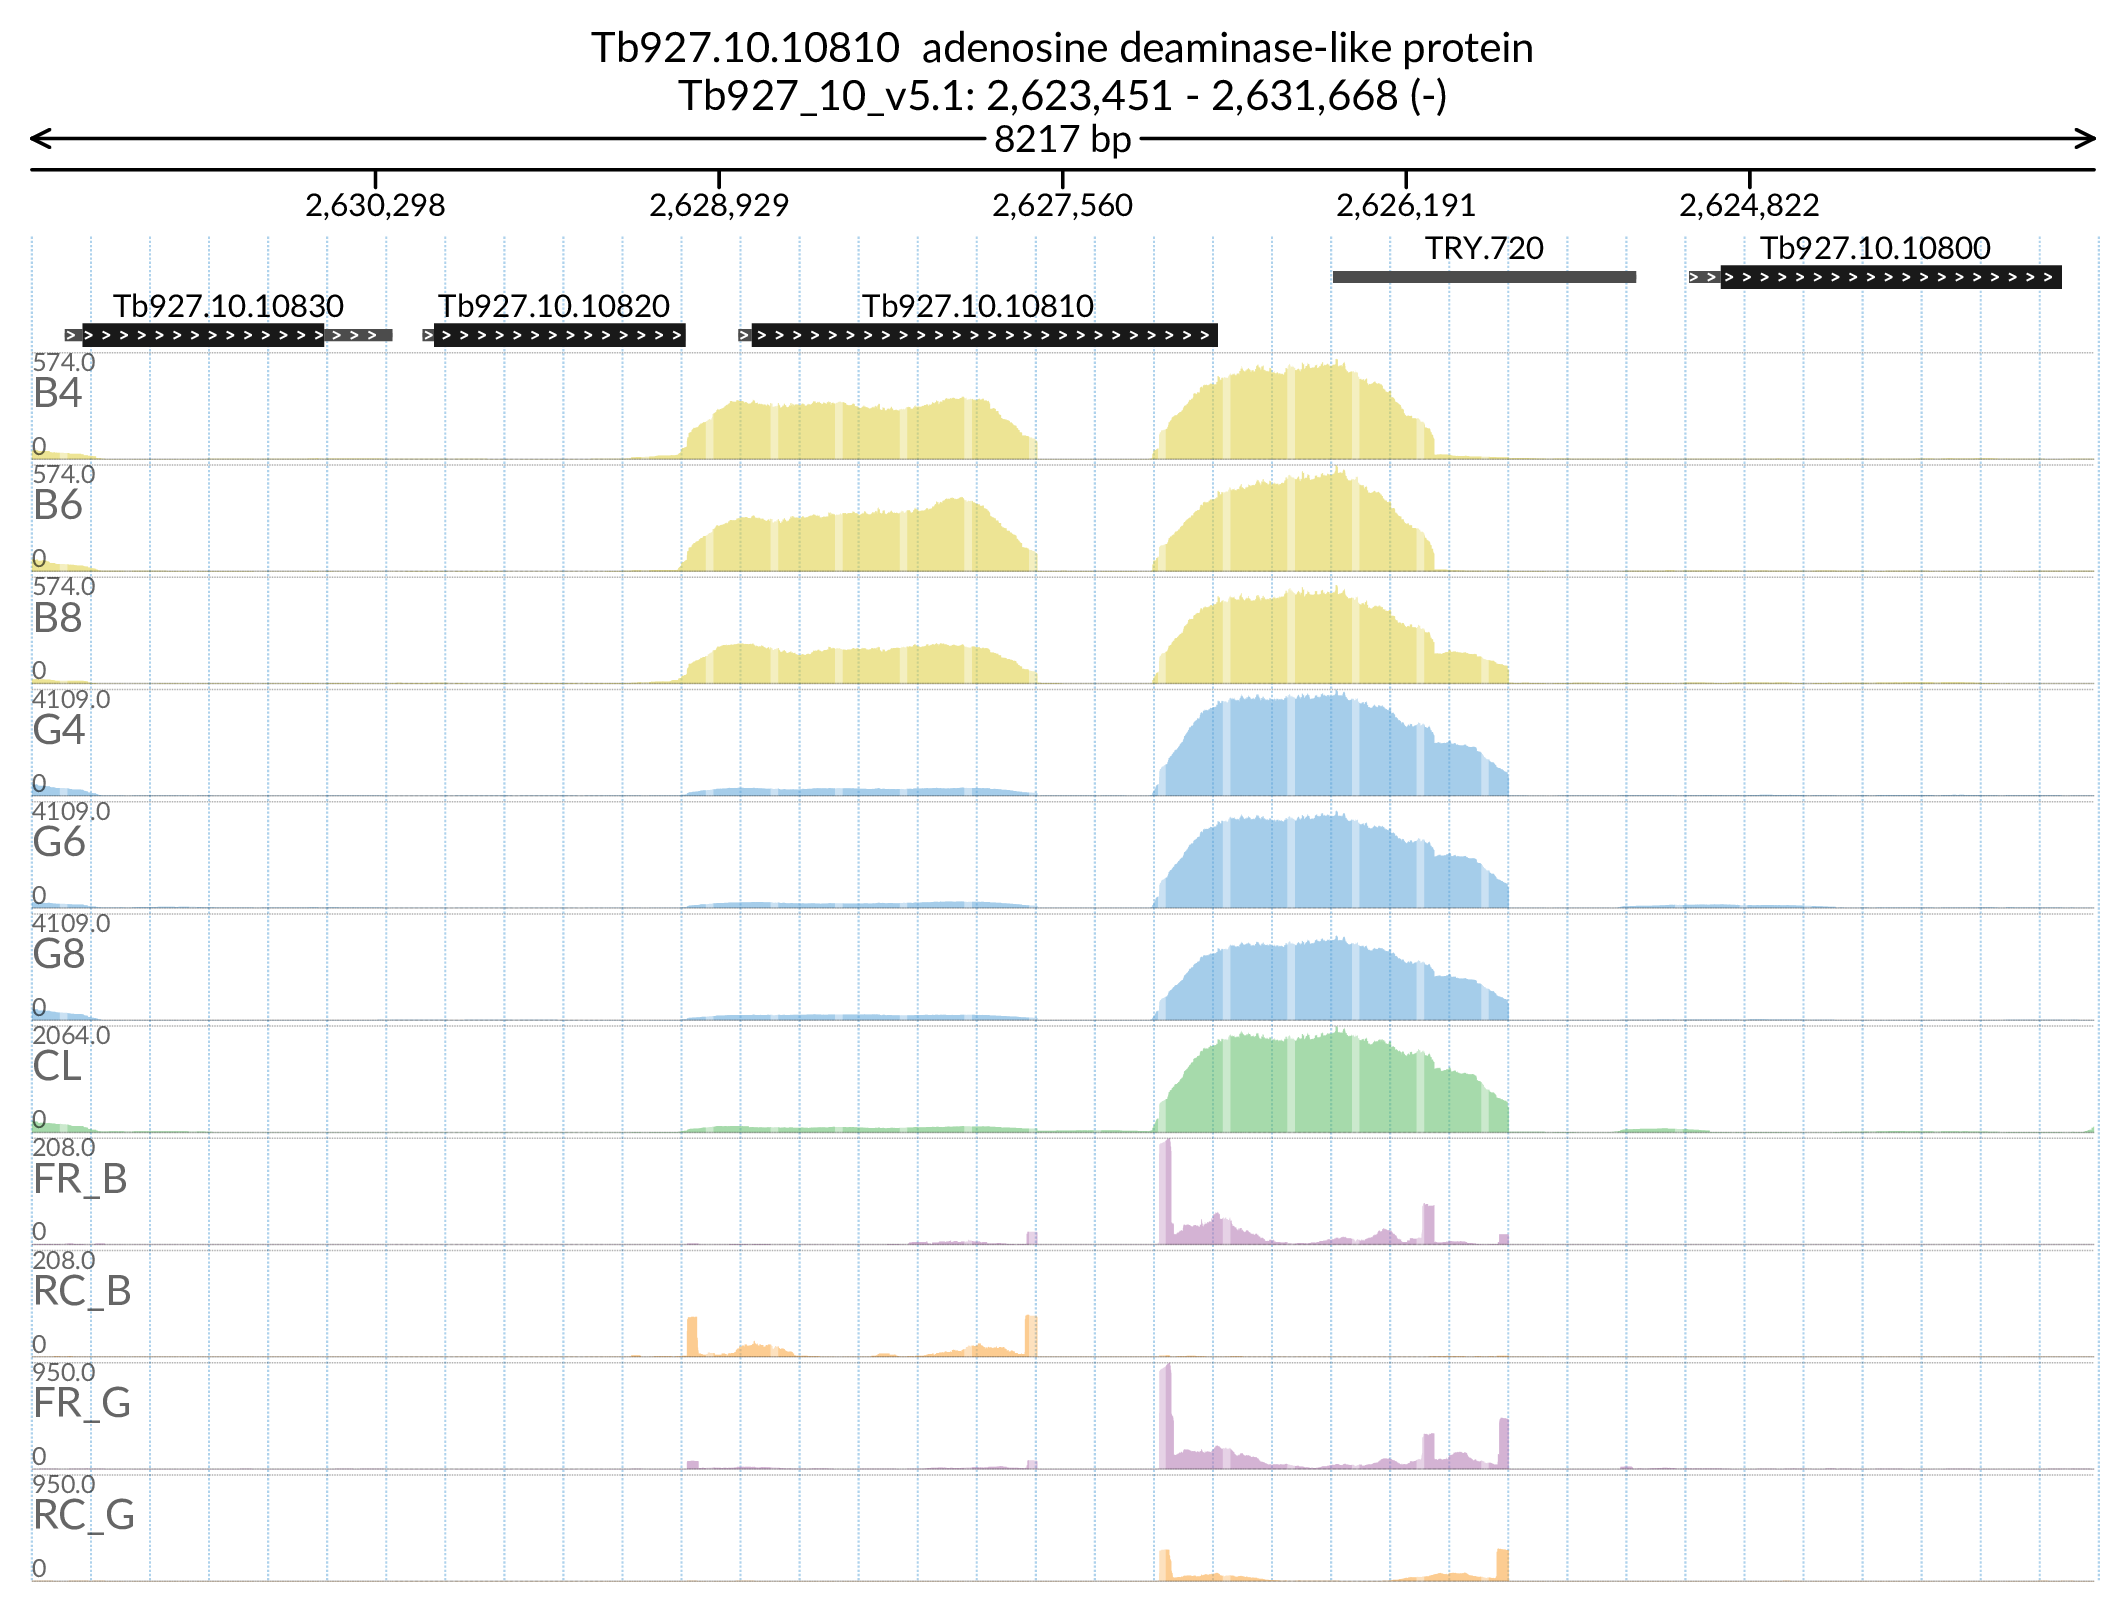 Tb927.10.10810  adenosine deaminase-like protein
Tb927_10_v5.1: 2,623,451 - 2,631,668 (-)
8217 bp
2,630,298 2,628,929 2,627,560 2,626,191 2,624,822
TRY.720 Tb927.10.10800
Tb927.10.10830 Tb927.10.10820 Tb927.10.10810
574.0
B4
0
574.0
B6
0
574.0
B8
0
4109.0
G4
0
4109.0
G6
0
4109.0
G8
0
2064.0
CL
0
208.0
FR_B
0
208.0
RC_B
0
950.0
FR_G
0
950.0
RC_G
0